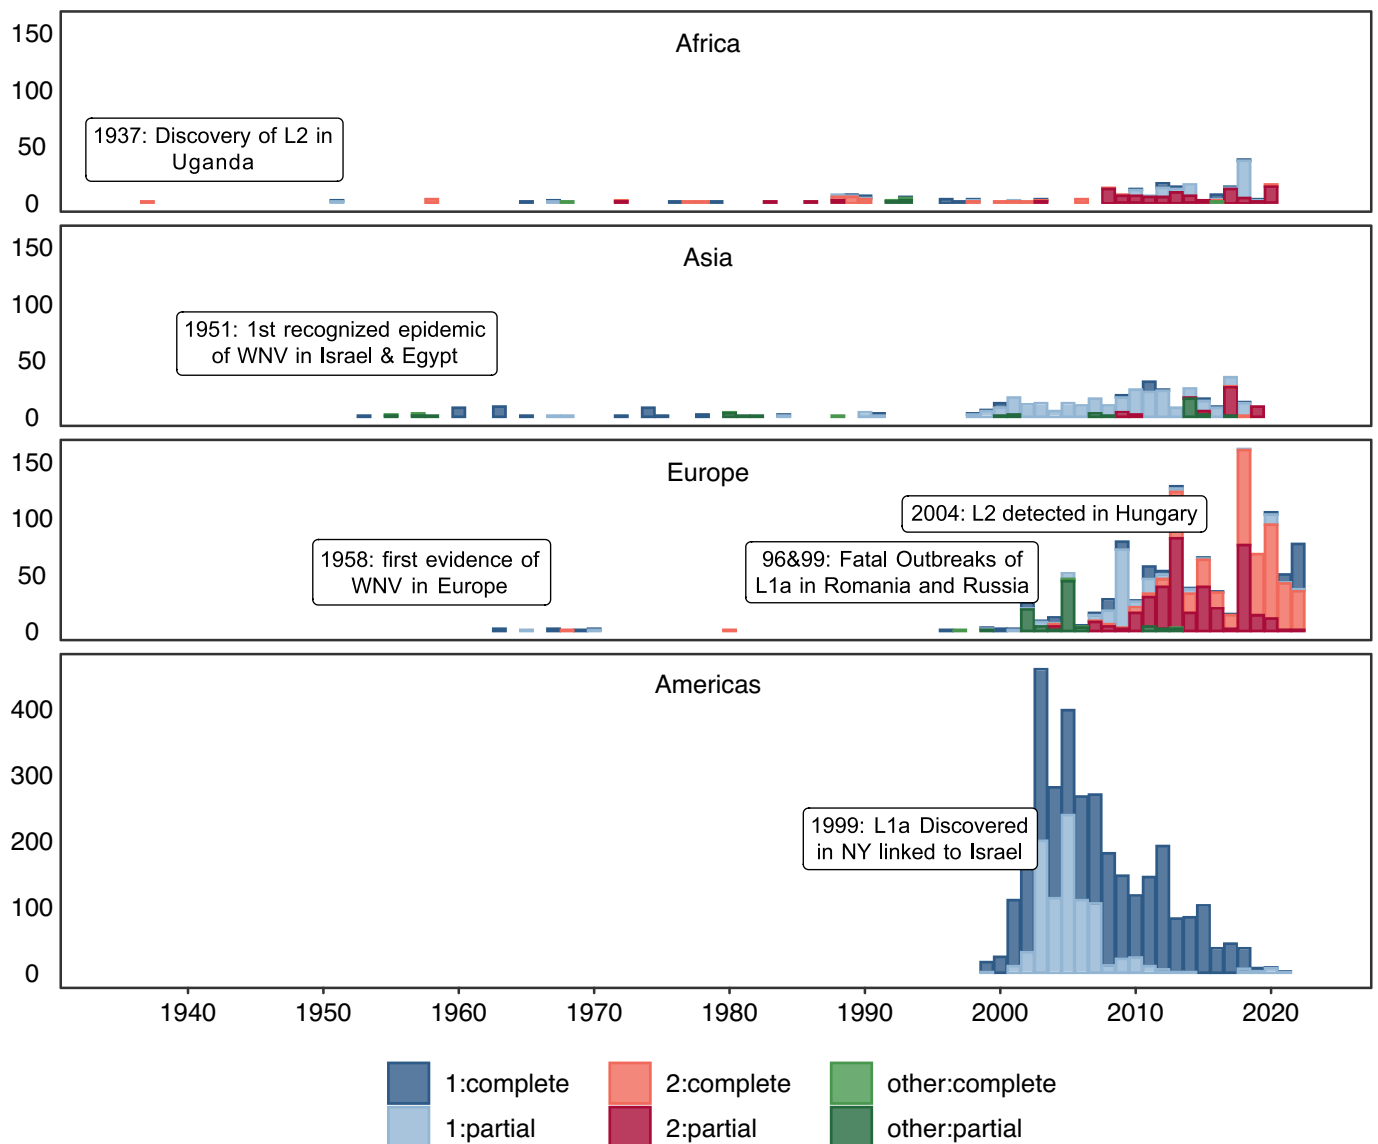 Africa
150
100
50
0
1937: Discovery of L2 in
Uganda
Asia
150
100
50
0
1951: 1st recognized epidemic
of WNV in Israel & Egypt
Europe
150
100
50
0
1958: first evidence of
WNV in Europe
96&99: Fatal Outbreaks of
L1a in Romania and Russia
2004: L2 detected in Hungary
Americas
400
300
200
100
0
1999: L1a Discovered
in NY linked to Israel
1940 1950 1960 1970 1980 1990 2000 2010 2020
1:complete 2:complete other:complete
1:partial 2:partial other:partial